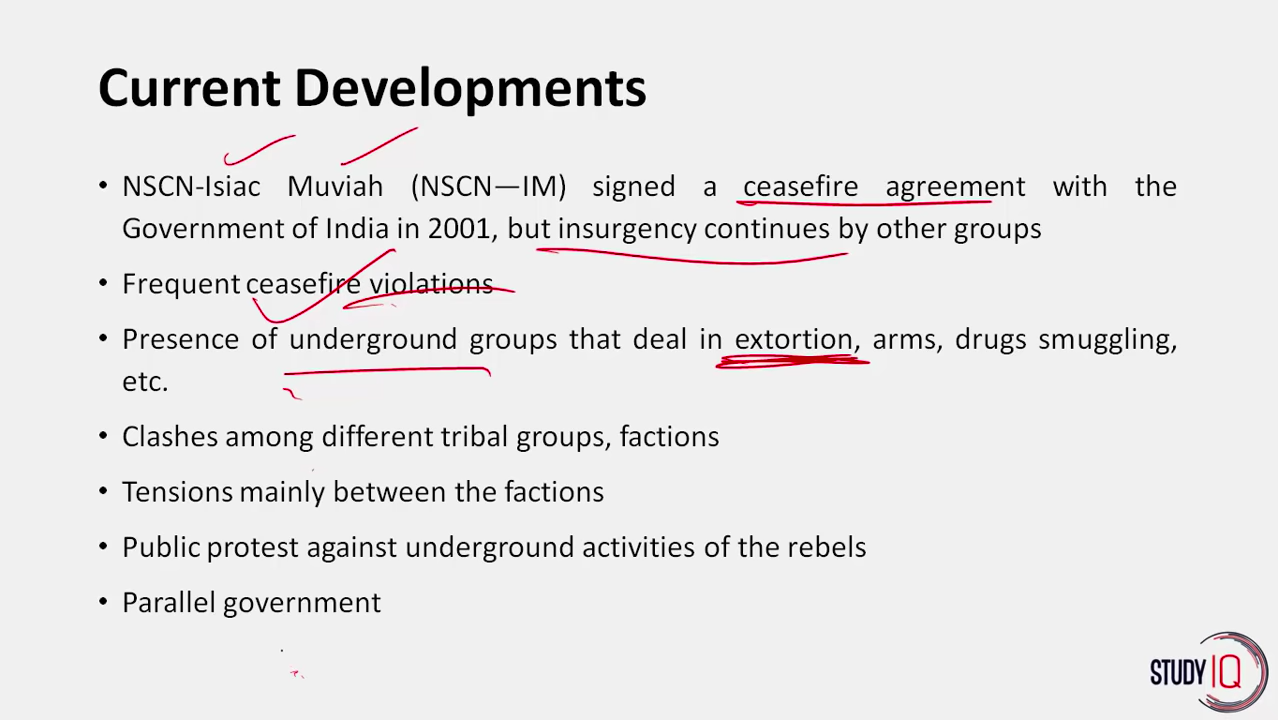 Current Developments
• NSCN-Isiac Muviah (NSCN—IM) signed a ceasefire agreement with the
Government of India in 2001, but insurgency continues by other groups
• Frequent ceasefire violations
• Presence of underground groups that deal in extortion, arms, drugs smuggling,
etc.
• Clashes among different tribal groups, factions
• Tensions mainly between the factions
• Public protest against underground activities of the rebels
• Parallel government
STUDY IQ